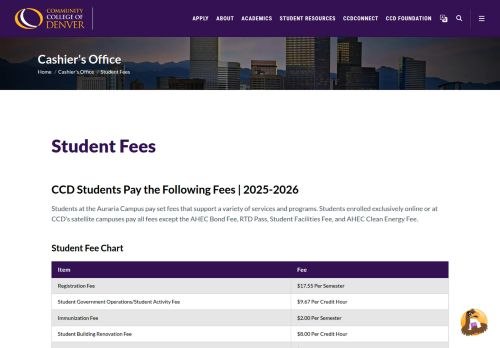 COMMUNITY
COLLEGE OF
DENVER
APPLY ABOUT ACADEMICS STUDENT RESOURCES CCDCONNECT CCD FOUNDATION
Cashier's Office
Home / Cashier's Office / Student Fees
Student Fees
CCD Students Pay the Following Fees | 2025-2026
Students at the Auraria Campus pay set fees that support a variety of services and programs. Students enrolled exclusively online or at
CCD's satellite campuses pay all fees except the AHEC Bond Fee, RTD Pass, Student Facilities Fee, and AHEC Clean Energy Fee.
Student Fee Chart
Item Fee
Registration Fee $17.55 Per Semester
Student Government Operations/Student Activity Fee $9.67 Per Credit Hour
Immunization Fee $2.00 Per Semester
Student Building Renovation Fee $8.00 Per Credit Hour